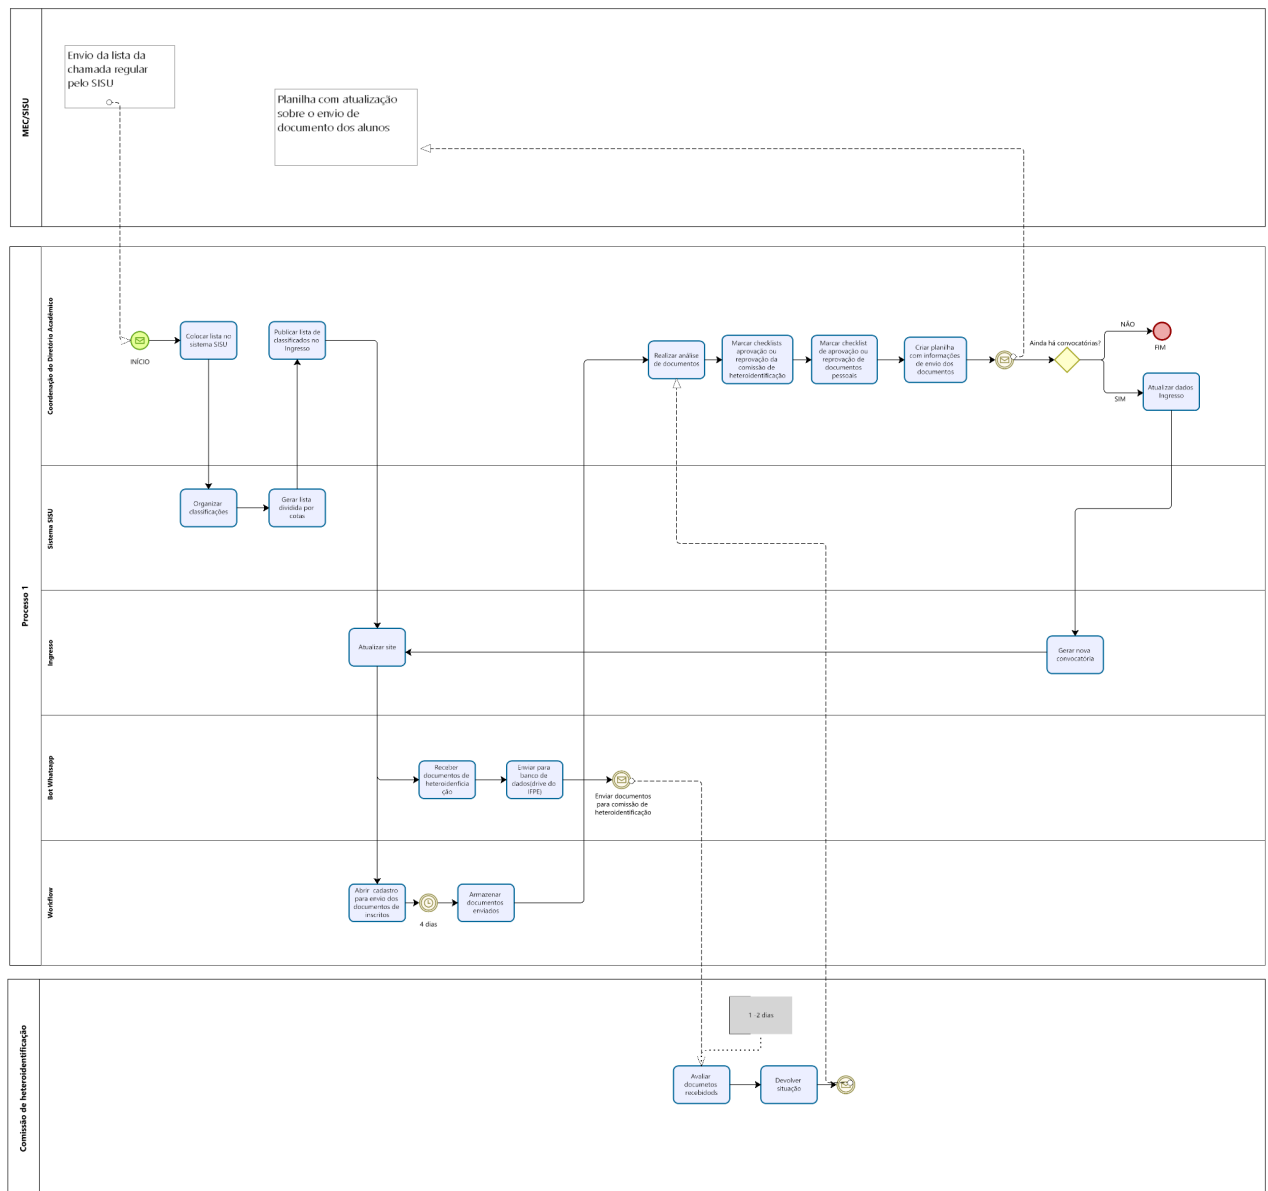 MEC/SISU
Envio da lista da
chamada regular
pelo SISU
Planilha com atualização
sobre o envio de
documento dos alunos
Processo 1
Coordenação do Diretório Acadêmico
INÍCIO
Colocar lista no
sistema SISU
Publicar lista de
classificados no
Ingresso
Realizar análise
de documentos
Marcar checklists
aprovação ou
reprovação da
comissão de
heteroidentificação
Marcar checklist
de aprovação ou
reprovação de
documentos
pessoais
Criar planilha
com informações
de envio dos
documentos
Ainda há convocatórias?
NÃO
FIM
SIM
Atualizar dados
Ingresso
Sistema SISU
Organizar
classificações
Gerar lista
dividida por
cotas
Ingresso
Atualizar site
Gerar nova
convocatória
Bot Whatsapp
Receber
documentos de
heteroidenficia
ção
Enviar para
banco de
dados(drive do
IFPE)
Enviar documentos
para comissão de
heteroidentificação
Workflow
Abrir cadastro
para envio dos
documentos de
inscritos
4 dias
Armazenar
documentos
enviados
Comissão de heteroidentificação
1 -2 dias
Avaliar
documetos
recebidods
Devolver
situação